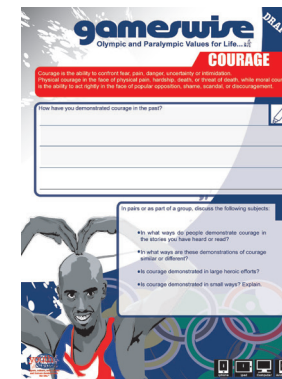 DRA
gameswise
Olympic and Paralympic Values for Life...
COURAGE
Courage is the ability to confront fear, pain, danger, uncertainty or intimidation.
Physical courage in the face of physical pain, hardship, death, or threat of death, while moral cour
is the ability to act rightly in the face of popular opposition, shame, scandal, or discouragement.
How have you demonstrated courage in the past?
In pairs or as part of a group, discuss the following subjects:
•In what ways do people demonstrate courage in
the stories you have heard or read?
•In what ways are these demonstrations of courage
similar or different?
•Is courage demonstrated in large heroic efforts?
•Is courage demonstrated in small ways? Explain.